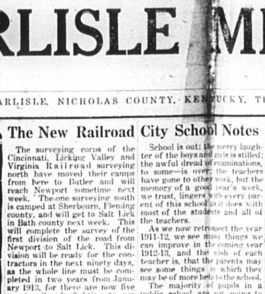 RLISLE ME
ARLISLE, NICHOLAS COUNTY, KENTUCKY, T
The New Railroad
The surveying corps of the
Cincinnati, Licking Valley and
Virginia Railroad surveying
north have moved their camps
from here to Butler and will
reach Newport sometime next
week. The one surveying south
is camped at Sherbourn, Fleming
county, and will get to Salt Lick
in Bath county next week. This
will complete the survey of the
first division of the road from
Newport to Salt Lick. This di-
vision will be ready for the con-
tractors in the next ninety days,
as the whole line must be com-
pleted in two years from Janu-
ary 1913, for there are now five
City School Notes
School is out; the merry laugh-
ter of the boys and girls is stilled;
the awful dread of examinations,
to some—is over; the teachers
have gone to other work, but the
memory of a good year's work,
we trust, lingers with every par-
ent of this school as it does with
most of the students and all of
the teachers.
As we now retrospect the year
1911-12, we see things we
can improve in the coming year
1912-13, and the wish of each
teacher is, that the parents may
see some things in which they
may be of more help to the school.
The majority of pupils in a